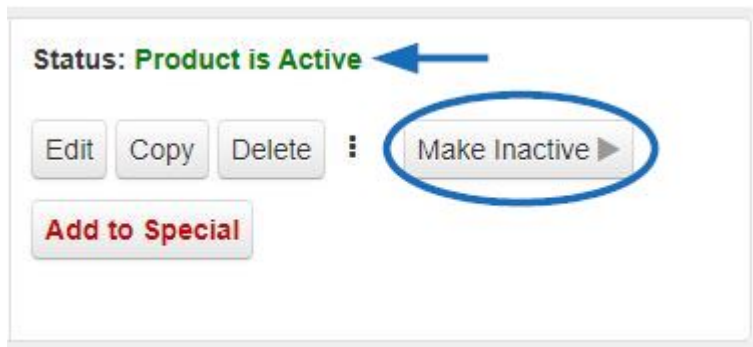 Status: Product is Active
Edit Copy Delete Make Inactive
Add to Special